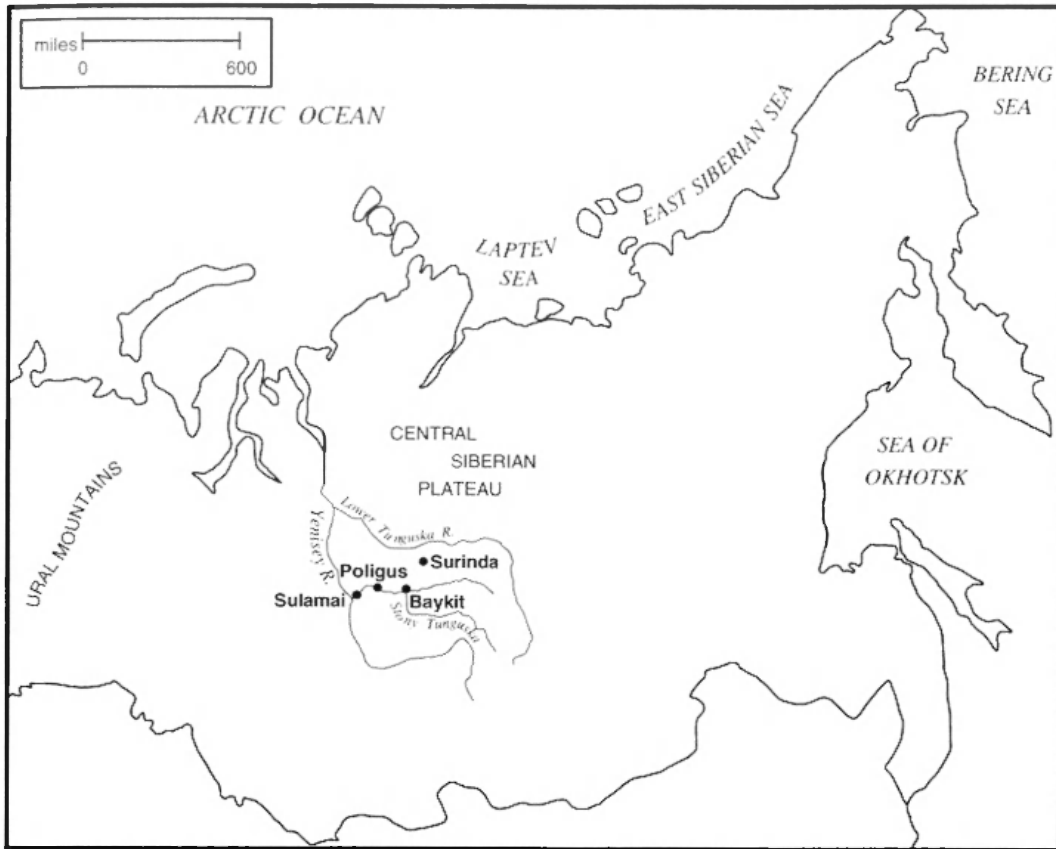 miles
0 600
ARCTIC OCEAN
BERING
SEA
EAST SIBERIAN SEA
LAPTEV
SEA
CENTRAL
SIBERIAN
PLATEAU
SEA OF
OKHOTSK
URAL MOUNTAINS
Yenisey R.
Lower Tunguska R.
Surinda
Poligus
Sulamai
Baykit
Stony Tunguska